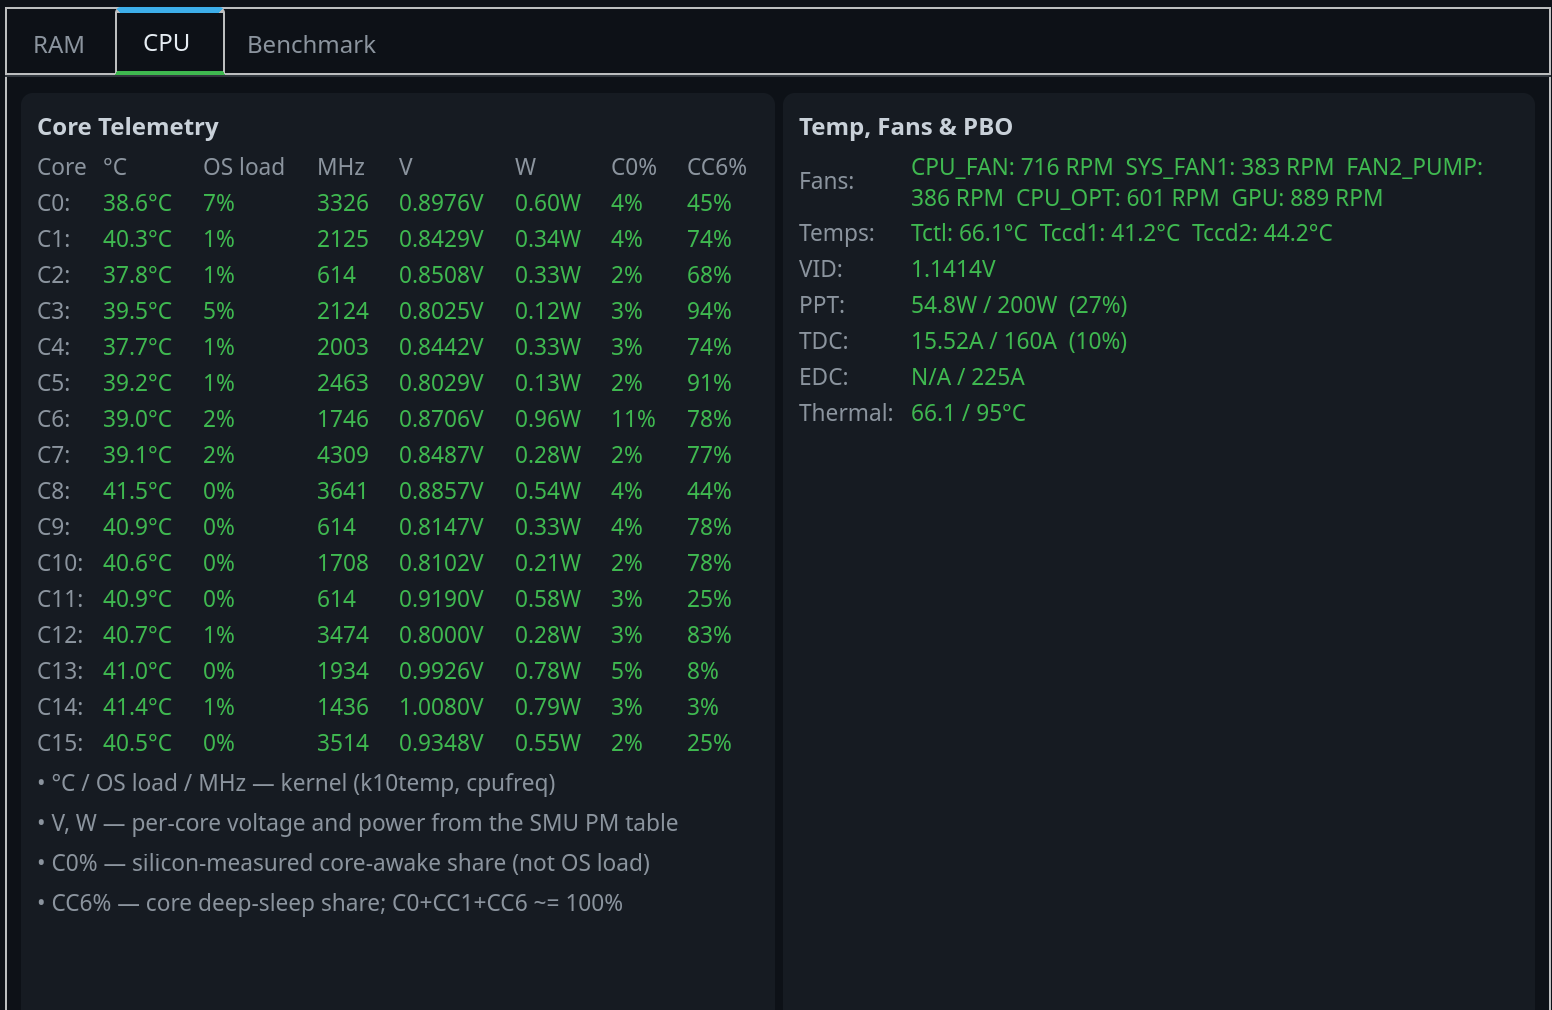 RAM CPU Benchmark
Core Telemetry
Core °C OS load MHz V W C0% CC6%
C0: 38.6°C 7% 3326 0.8976V 0.60W 4% 45%
C1: 40.3°C 1% 2125 0.8429V 0.34W 4% 74%
C2: 37.8°C 1% 614 0.8508V 0.33W 2% 68%
C3: 39.5°C 5% 2124 0.8025V 0.12W 3% 94%
C4: 37.7°C 1% 2003 0.8442V 0.33W 3% 74%
C5: 39.2°C 1% 2463 0.8029V 0.13W 2% 91%
C6: 39.0°C 2% 1746 0.8706V 0.96W 11% 78%
C7: 39.1°C 2% 4309 0.8487V 0.28W 2% 77%
C8: 41.5°C 0% 3641 0.8857V 0.54W 4% 44%
C9: 40.9°C 0% 614 0.8147V 0.33W 4% 78%
C10: 40.6°C 0% 1708 0.8102V 0.21W 2% 78%
C11: 40.9°C 0% 614 0.9190V 0.58W 3% 25%
C12: 40.7°C 1% 3474 0.8000V 0.28W 3% 83%
C13: 41.0°C 0% 1934 0.9926V 0.78W 5% 8%
C14: 41.4°C 1% 1436 1.0080V 0.79W 3% 3%
C15: 40.5°C 0% 3514 0.9348V 0.55W 2% 25%
• °C / OS load / MHz — kernel (k10temp, cpufreq)
• V, W — per-core voltage and power from the SMU PM table
• C0% — silicon-measured core-awake share (not OS load)
• CC6% — core deep-sleep share; C0+CC1+CC6 ~= 100%
Temp, Fans & PBO
Fans: CPU_FAN: 716 RPM SYS_FAN1: 383 RPM FAN2_PUMP:
386 RPM CPU_OPT: 601 RPM GPU: 889 RPM
Temps: Tctl: 66.1°C Tccd1: 41.2°C Tccd2: 44.2°C
VID: 1.1414V
PPT: 54.8W / 200W (27%)
TDC: 15.52A / 160A (10%)
EDC: N/A / 225A
Thermal: 66.1 / 95°C